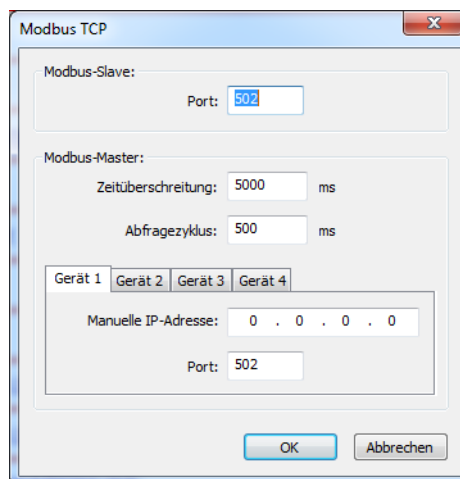 Modbus TCP
Modbus-Slave:
Port: 502
Modbus-Master:
Zeitüberschreitung: 5000 ms
Abfragezyklus: 500 ms
Gerät 1 Gerät 2 Gerät 3 Gerät 4
Manuelle IP-Adresse: 0 . 0 . 0 . 0
Port: 502
OK Abbrechen